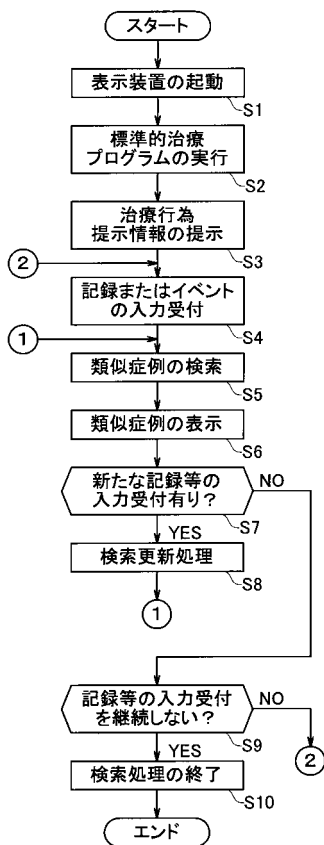 スタート
表示装置の起動
S1
標準的治療
プログラムの実行
S2
治療行為
提示情報の提示
S3
2
記録またはイベント
の入力受付
S4
1
類似症例の検索
S5
類似症例の表示
S6
新たな記録等の
入力受付有り?
NO
S7
YES
検索更新処理
S8
1
記録等の入力受付
を継続しない?
NO
S9
YES
2
検索処理の終了
S10
エンド